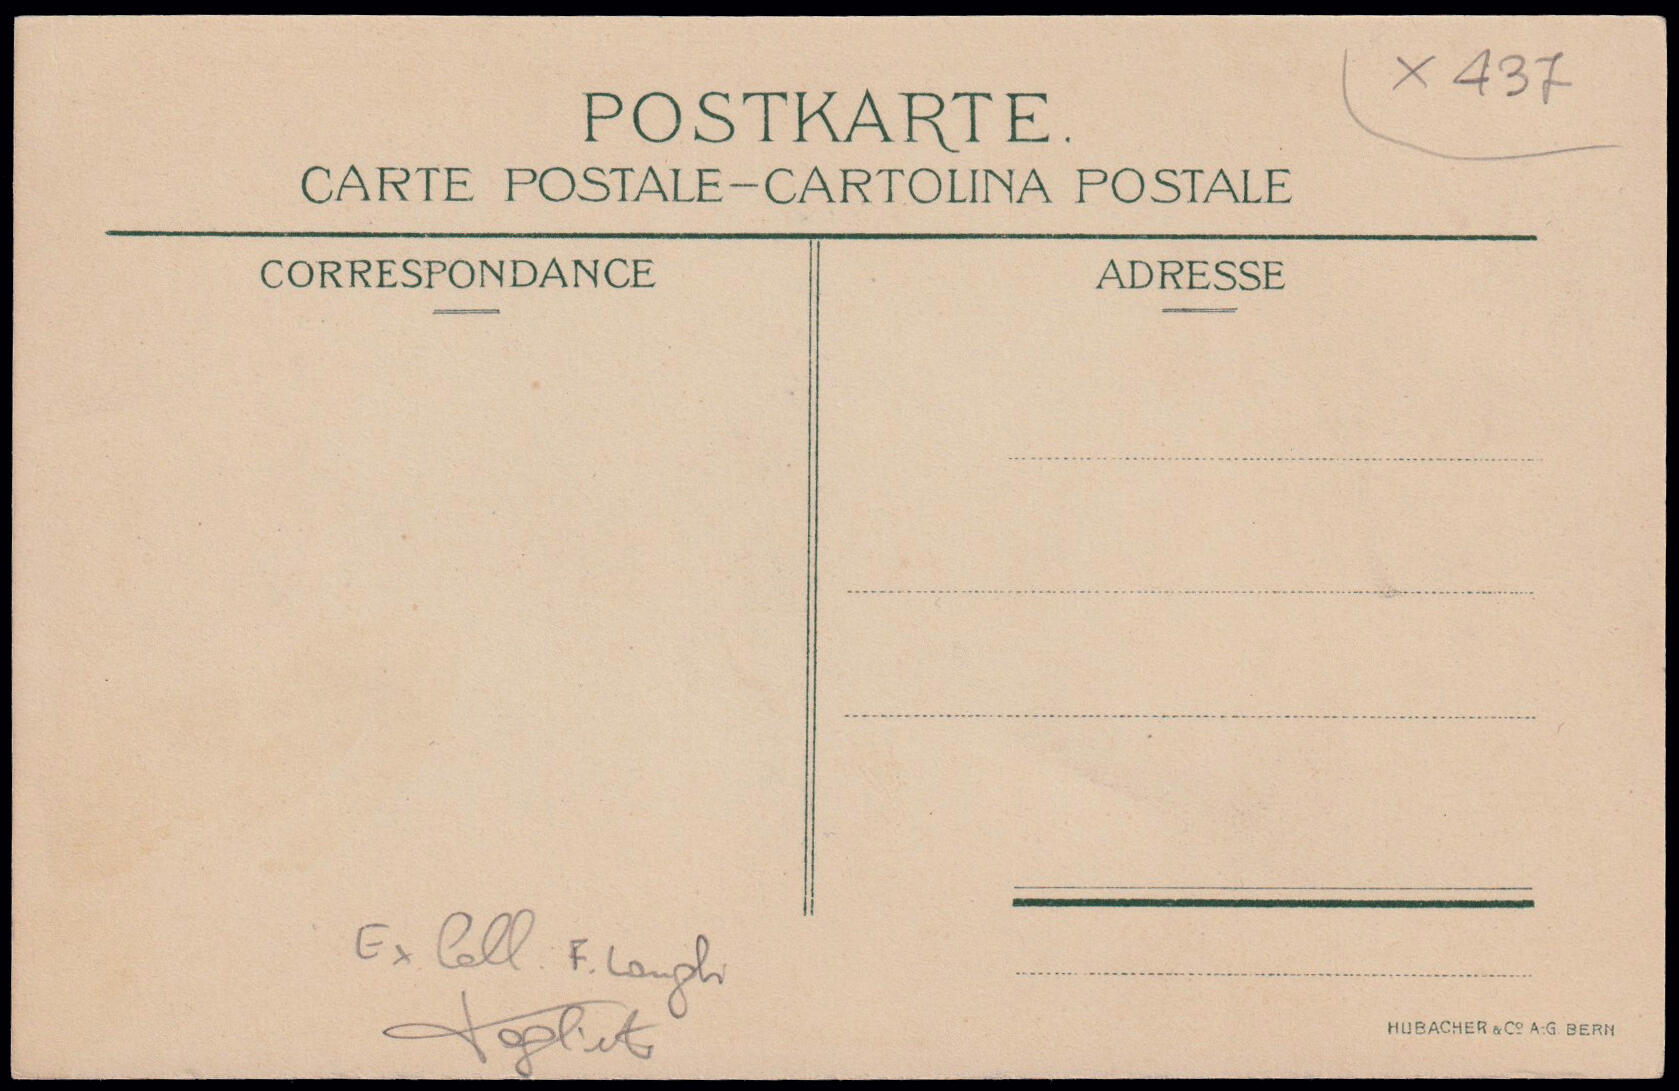 × 437
POSTKARTE.
CARTE POSTALE–CARTOLINA POSTALE
CORRESPONDANCE
ADRESSE
Ex Coll. F. Longhi
HUBACHER & Cº A.-G. BERN